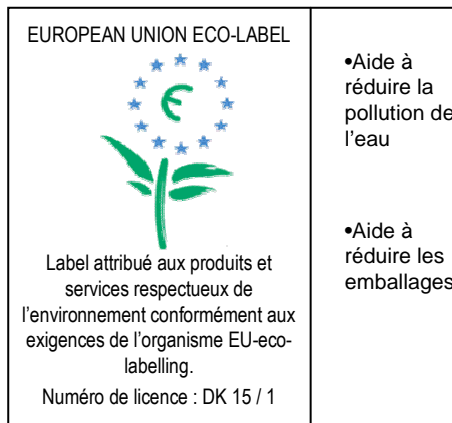 EUROPEAN UNION ECO-LABEL
€
Label attribué aux produits et
services respectueux de
l'environnement conformément aux
exigences de l'organisme EU-eco-
labelling.
Numéro de licence : DK 15 / 1
•Aide à
réduire la
pollution de
l'eau
•Aide à
réduire les
emballages